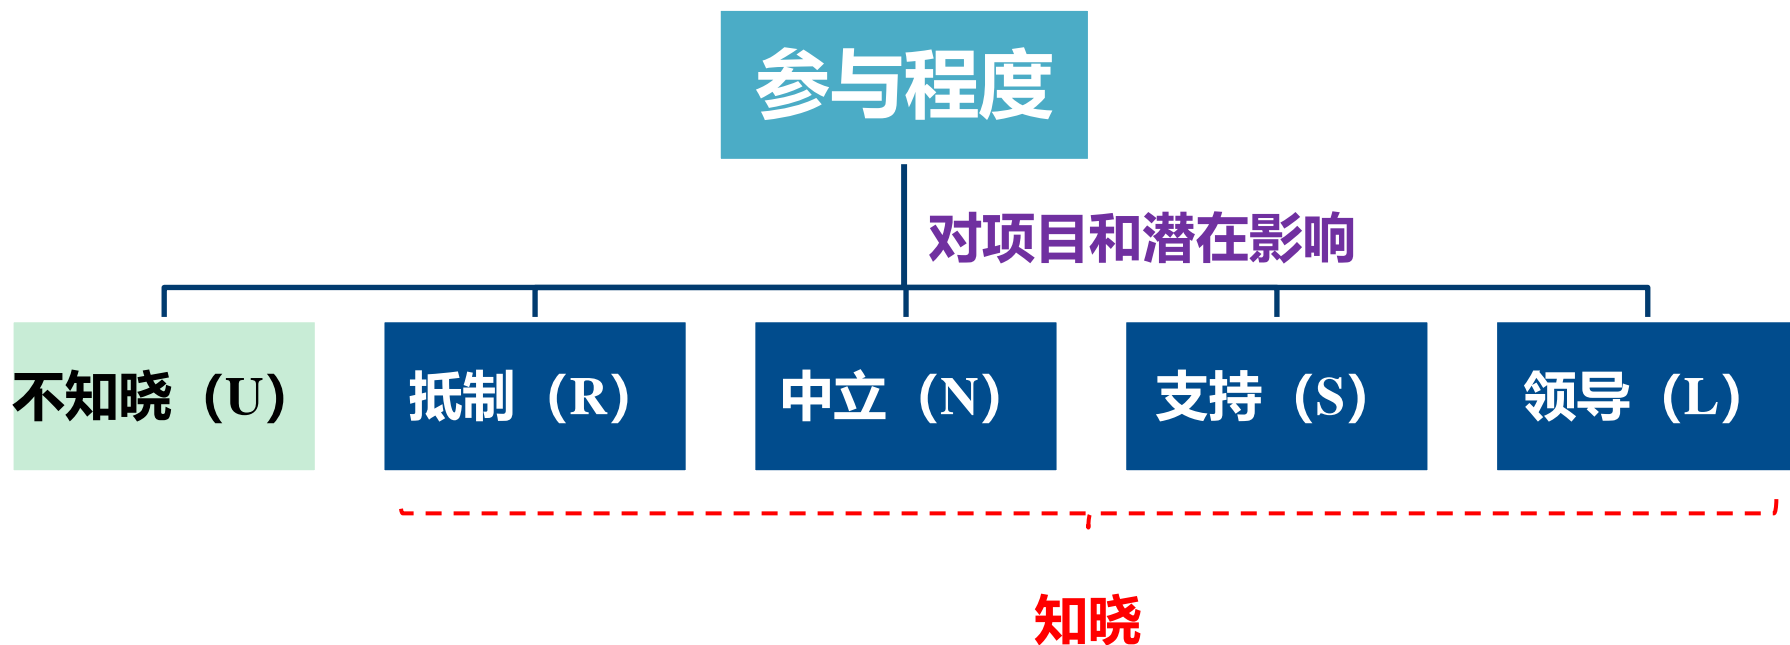 参与程度
对项目和潜在影响
不知晓（U）
抵制（R）
中立（N）
支持（S）
领导（L）
知晓